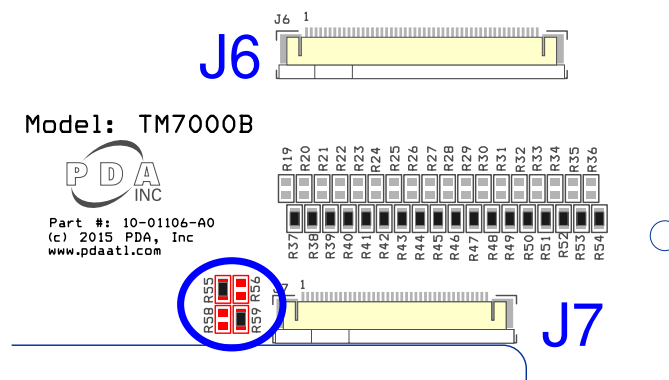 J6 1
J6
Model: TM7000B
PDA
INC
Part #: 10-01106-A0
(c) 2015 PDA, Inc
www.pdaatl.com
R19 R20 R21 R22 R23 R24 R25 R26 R27 R28 R29 R30 R31 R32 R33 R34 R35 R36
R37 R38 R39 R40 R41 R42 R43 R44 R45 R46 R47 R48 R49 R50 R51 R52 R53 R54
R55 R56
R58 R59
J7 1
J7